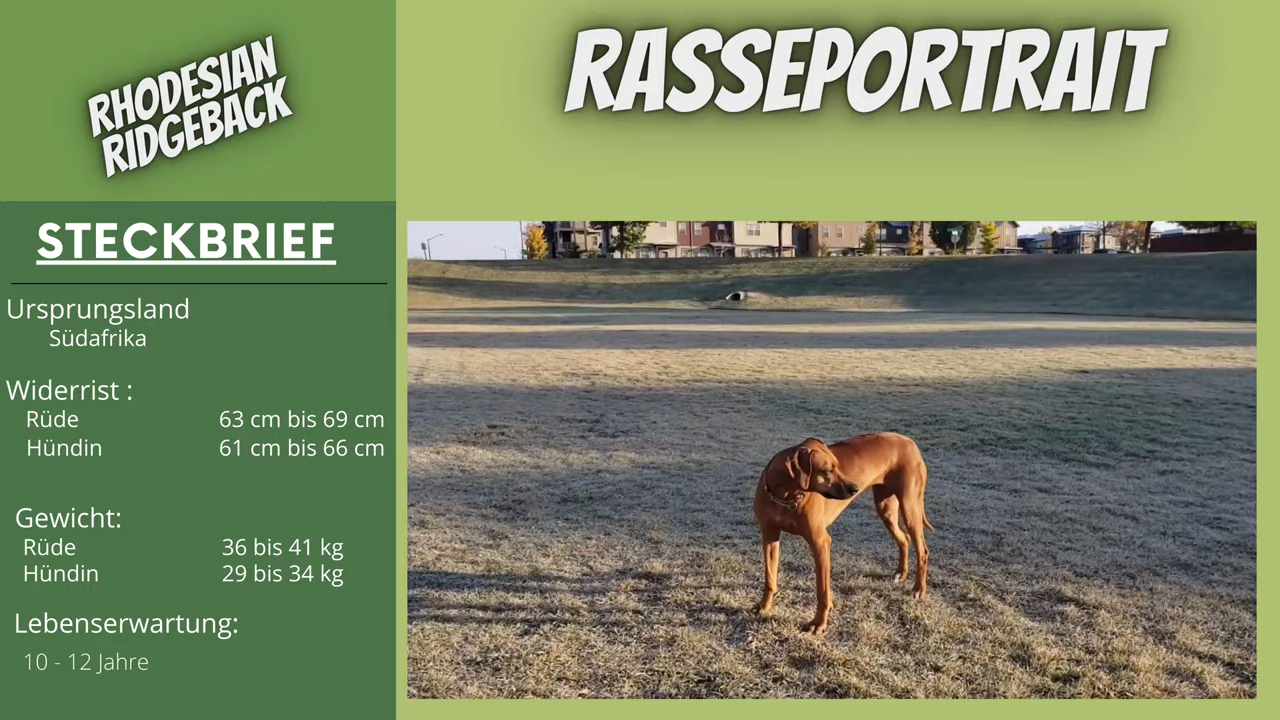 RHODESIAN
RIDGEBACK
RASSEPORTRAIT
STECKBRIEF
Ursprungsland
Südafrika
Widerrist :
Rüde 63 cm bis 69 cm
Hündin 61 cm bis 66 cm
Gewicht:
Rüde 36 bis 41 kg
Hündin 29 bis 34 kg
Lebenserwartung:
10 - 12 Jahre